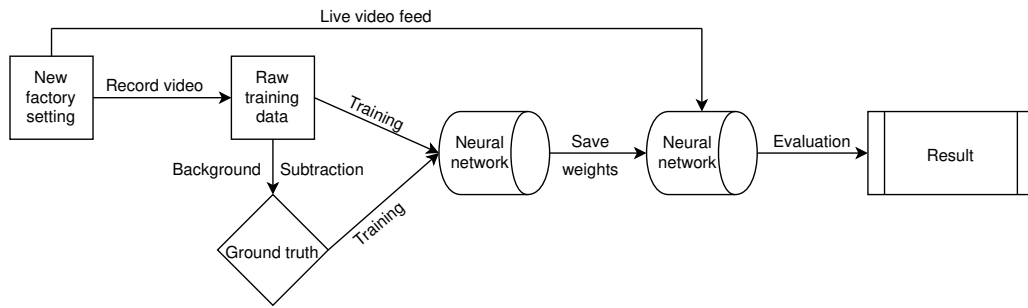 Live video feed
New
factory
setting
Record video
Raw
training
data
Training
Neural
network
Save
weights
Neural
network
Evaluation
Result
Background
Subtraction
Ground truth
Training